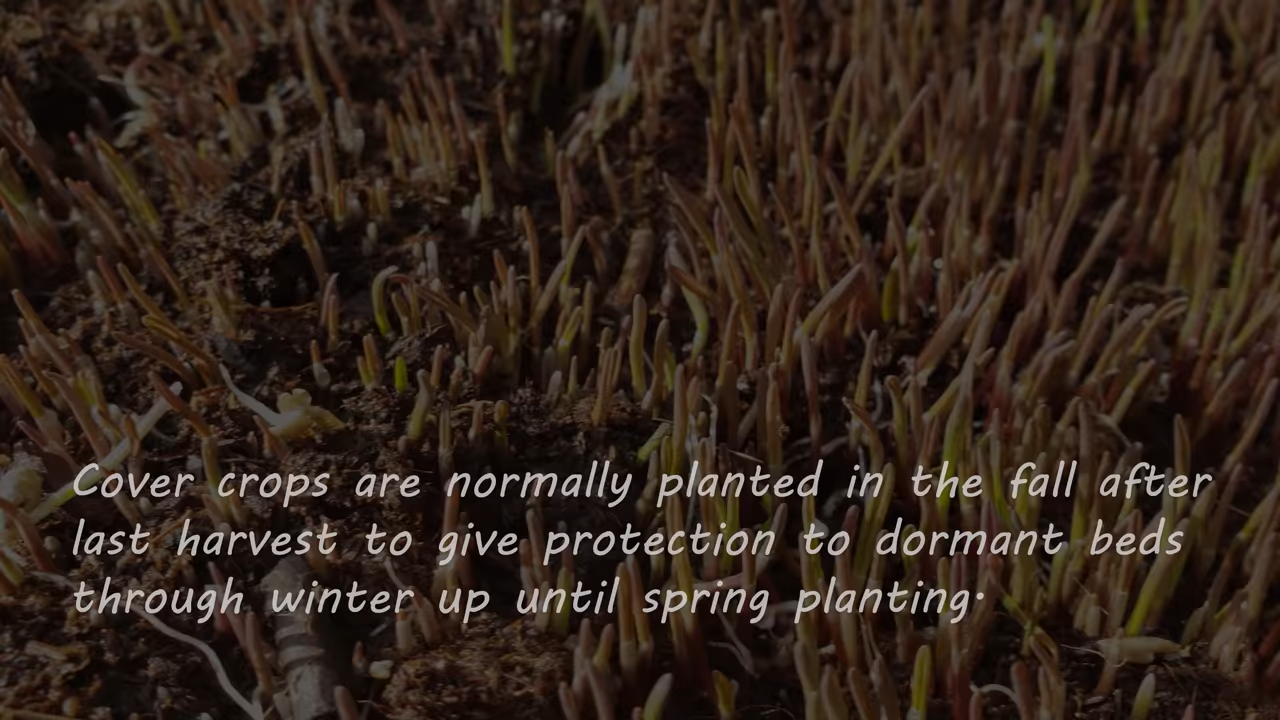 Cover crops are normally planted in the fall after
last harvest to give protection to dormant beds
through winter up until spring planting.